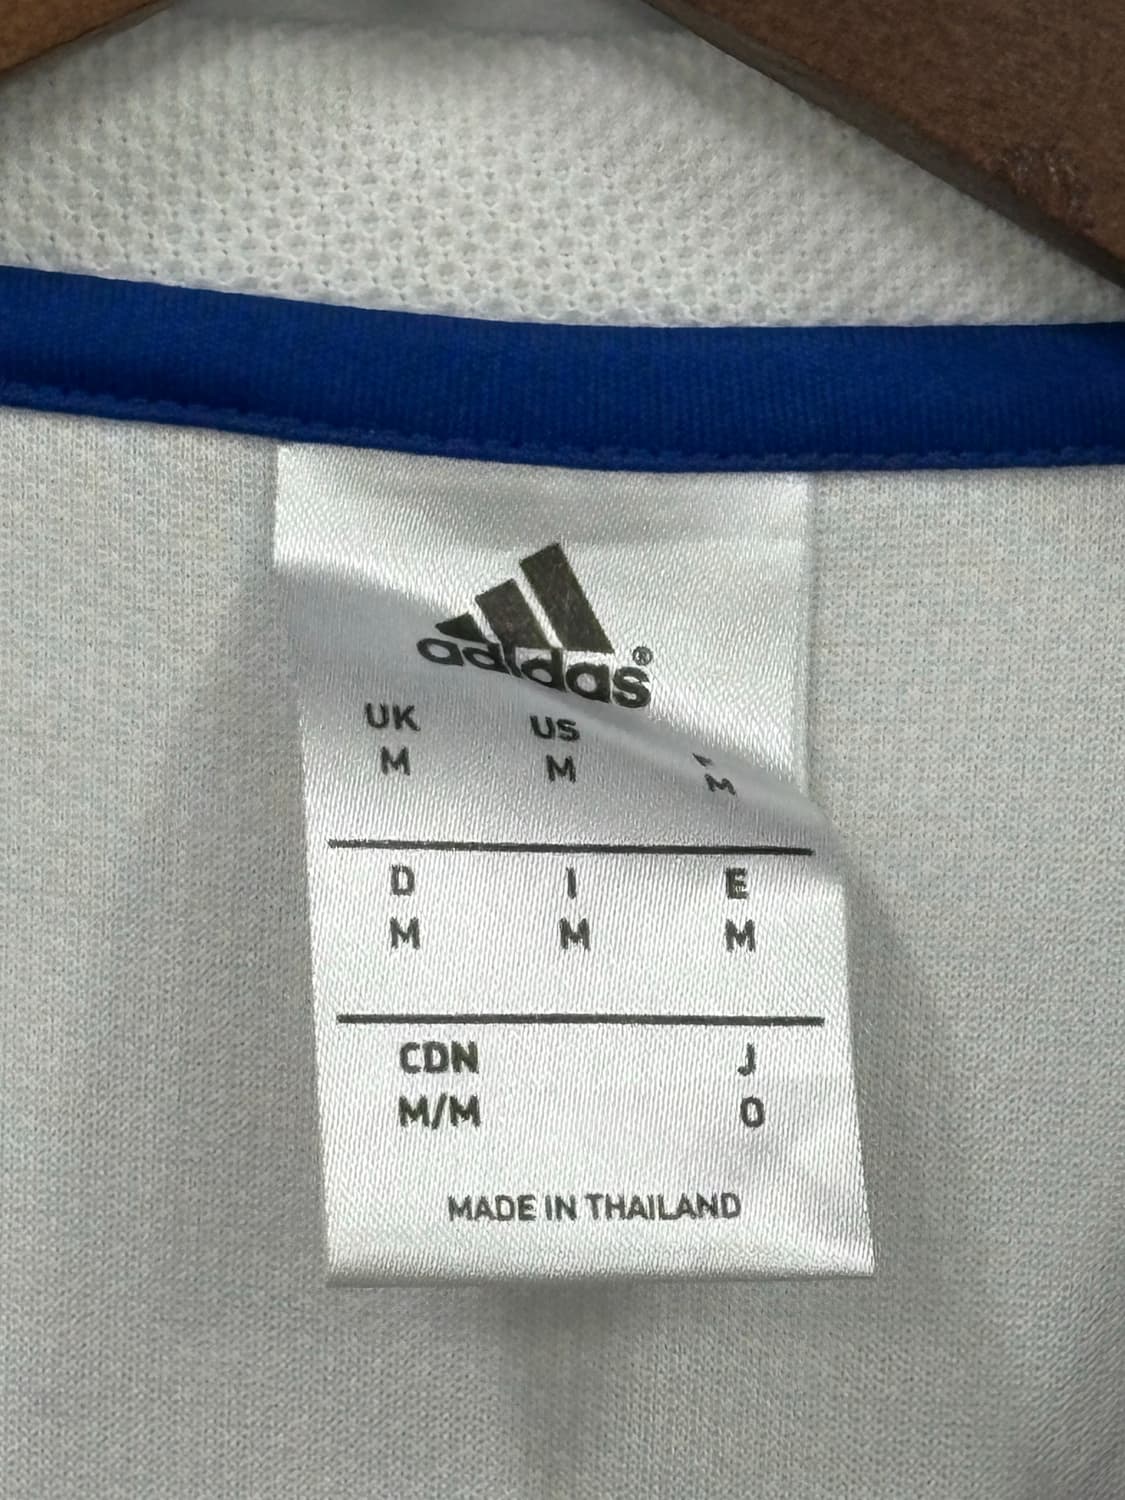 adidas®
UK US
M M M
D I E
M M M
CDN J
M/M O
MADE IN THAILAND